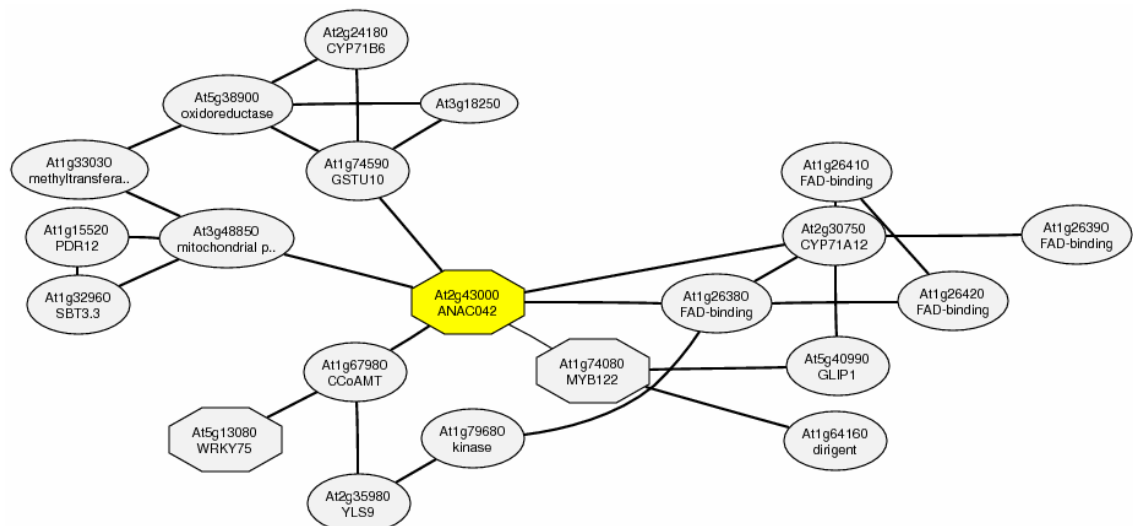 At2g24180
CYP71B6
At5g38900
oxidoreductase
At3g18250
At1g33030
methyltransfera..
At1g74590
GSTU10
At1g26410
FAD-binding
At1g15520
PDR12
At3g48850
mitochondrial p..
At2g30750
CYP71A12
At1g26390
FAD-binding
At1g32960
SBT3.3
At2g43000
ANAC042
At1g26380
FAD-binding
At1g26420
FAD-binding
At1g67980
CCoAMT
At1g74080
MYB122
At5g40990
GLIP1
At5g13080
WRKY75
At1g79680
kinase
At1g64160
dirigent
At2g35980
YLS9